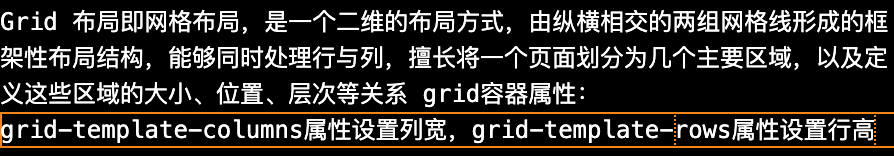 Grid 布局即网格布局，是一个二维的布局方式，由纵横相交的两组网格线形成的框
架性布局结构，能够同时处理行与列，擅长将一个页面划分为几个主要区域，以及定
义这些区域的大小、位置、层次等关系 grid容器属性：
grid-template-columns属性设置列宽，grid-template-rows属性设置行高